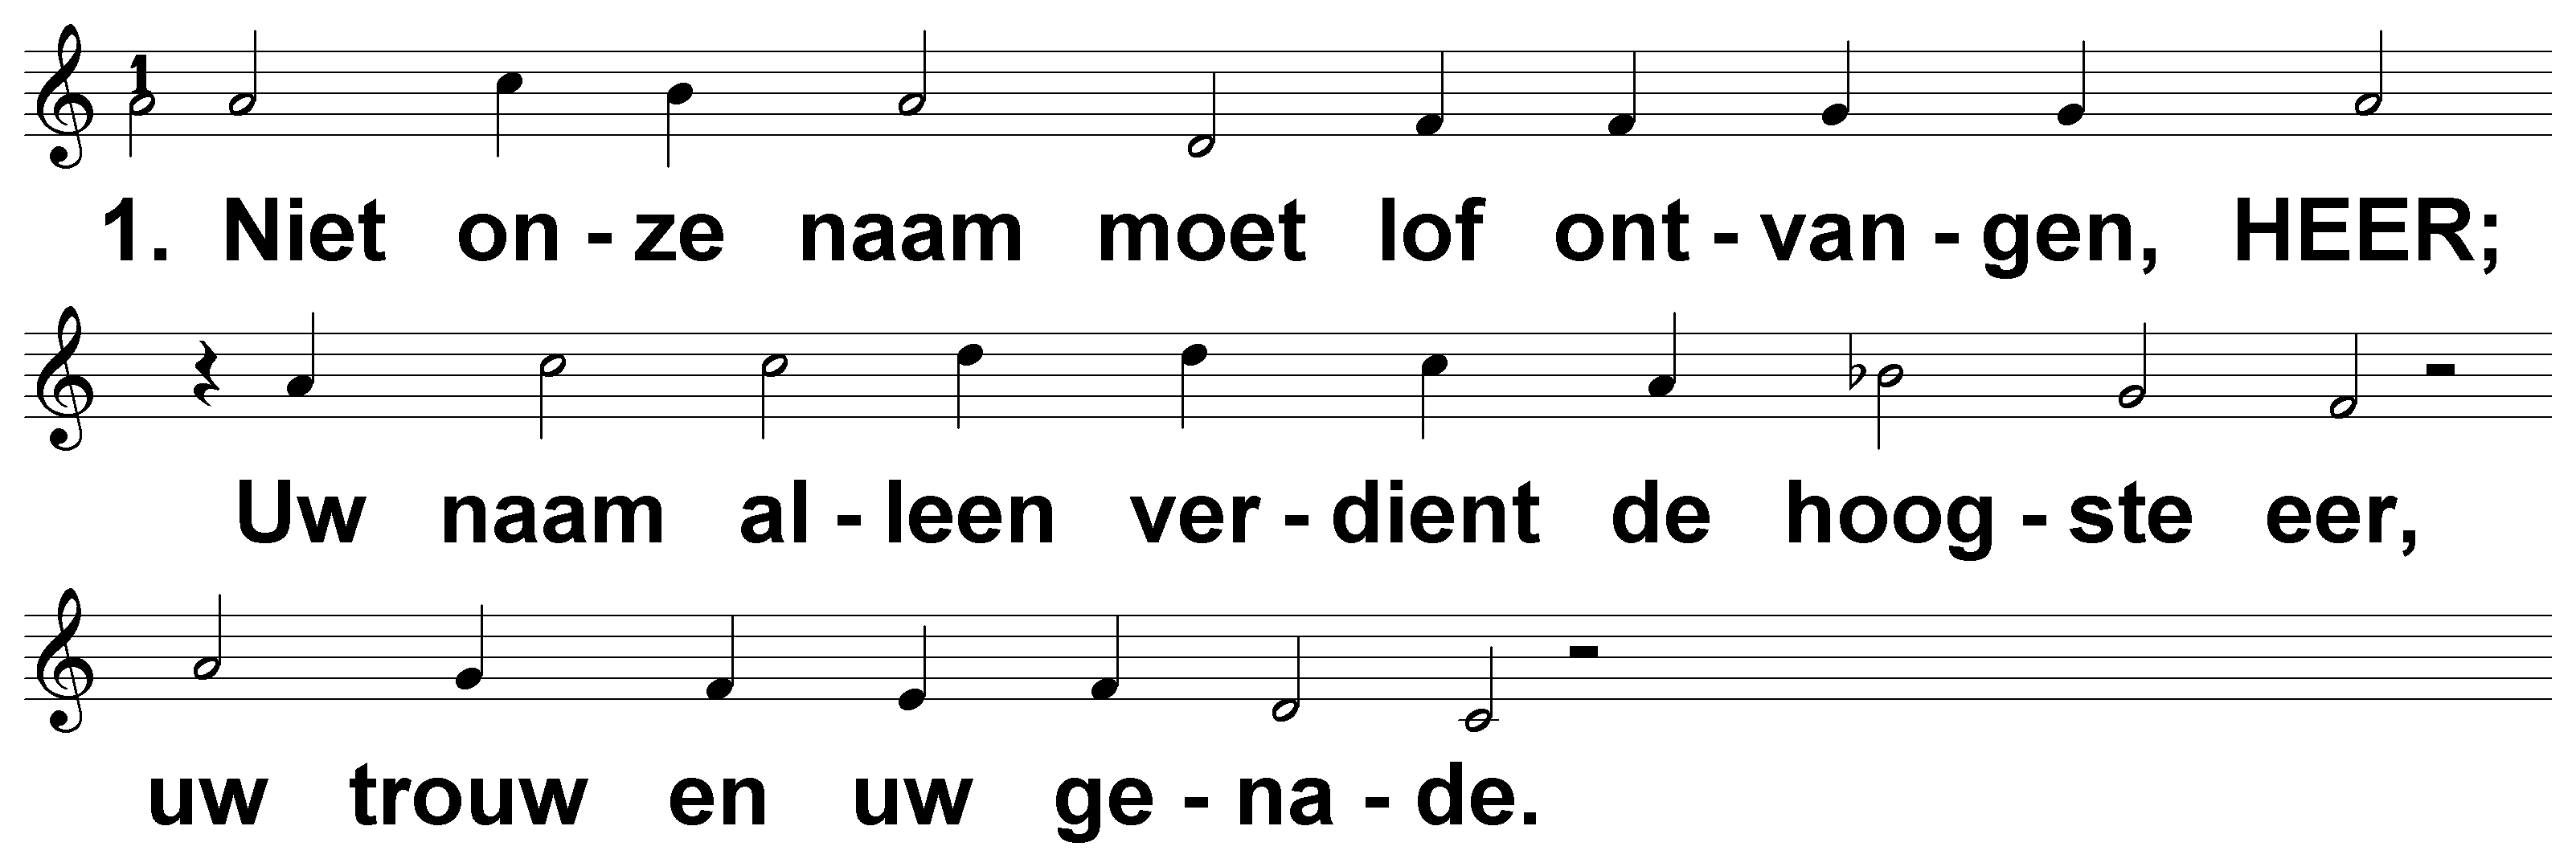 1
1. Niet on - ze naam moet lof ont - van - gen, HEER;
Uw naam al - leen ver - dient de hoog - ste eer,
uw trouw en uw ge - na - de.